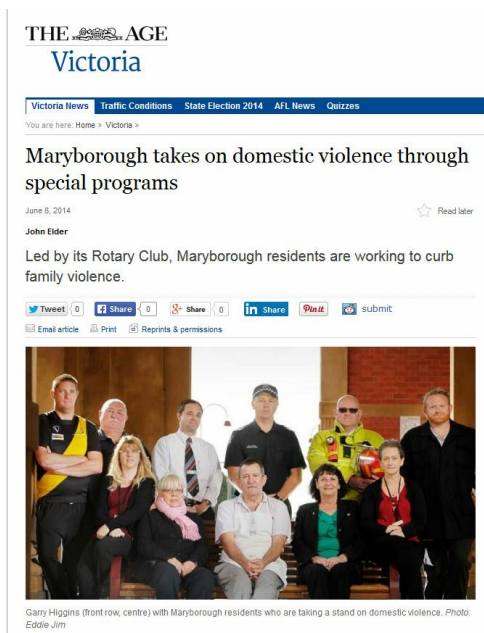 THE AGE
Victoria
Victoria News Traffic Conditions State Election 2014 AFL News Quizzes
You are here: Home > Victoria >
Maryborough takes on domestic violence through
special programs
June 8, 2014 Read later
John Elder
Led by its Rotary Club, Maryborough residents are working to curb
family violence.
Tweet 0 Share 0 Share 0 Share Pinit submit
Email article Print Reprints & permissions
Garry Higgins (front row, centre) with Maryborough residents who are taking a stand on domestic violence. Photo:
Eddie Jim